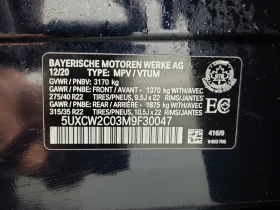 BAYERISCHE MOTOREN WERKE AG
12/20 TYPE: MPV / VTUM
GVWR / PNBV: 3170 kg
GAWR / PNBE: FRONT / AVANT : 1370 kg WITH/AVEC
275/40 R22 TIRES/PNEUS, 9.5J x 22 RIMS/JANTES
GAWR / PNBE: REAR / ARRIÈRE : 1875 kg WITH/AVEC
315/35 R22 TIRES/PNEUS, 10.5J x 22 RIMS/JANTES
5UXCW2C03M9F30047
EC
416/9